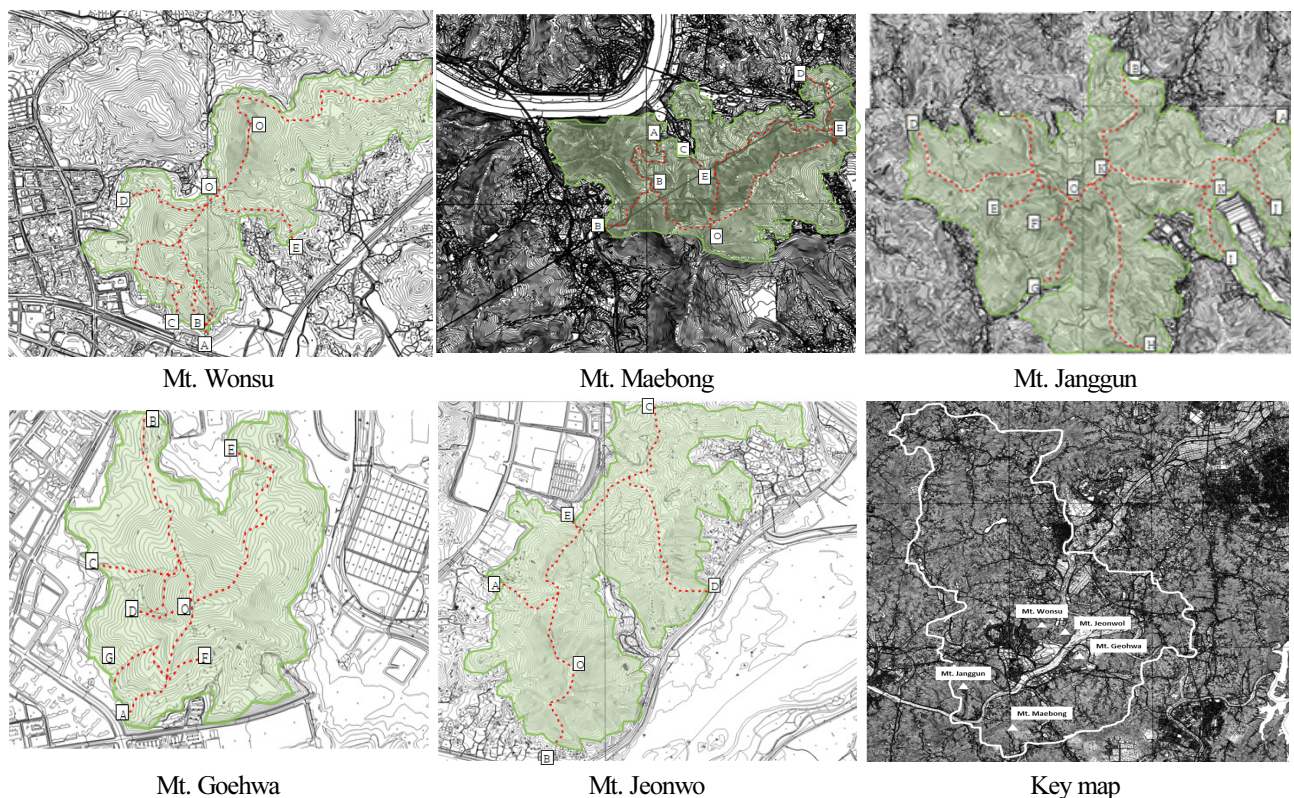 O
O
D
E
C
B
A
Mt. Wonsu
D
A
E
C
E
B
B
O
Mt. Maebong
B
A
K
K
O
E
J
F
I
G
H
Mt. Janggun
B
E
C
D
O
G
F
A
Mt. Goehwa
C
E
A
D
O
B
Mt. Jeonwo
Mt. Wonsu
Mt. Jeonwol
Mt. Geohwa
Mt. Janggun
Mt. Maebong
Key map